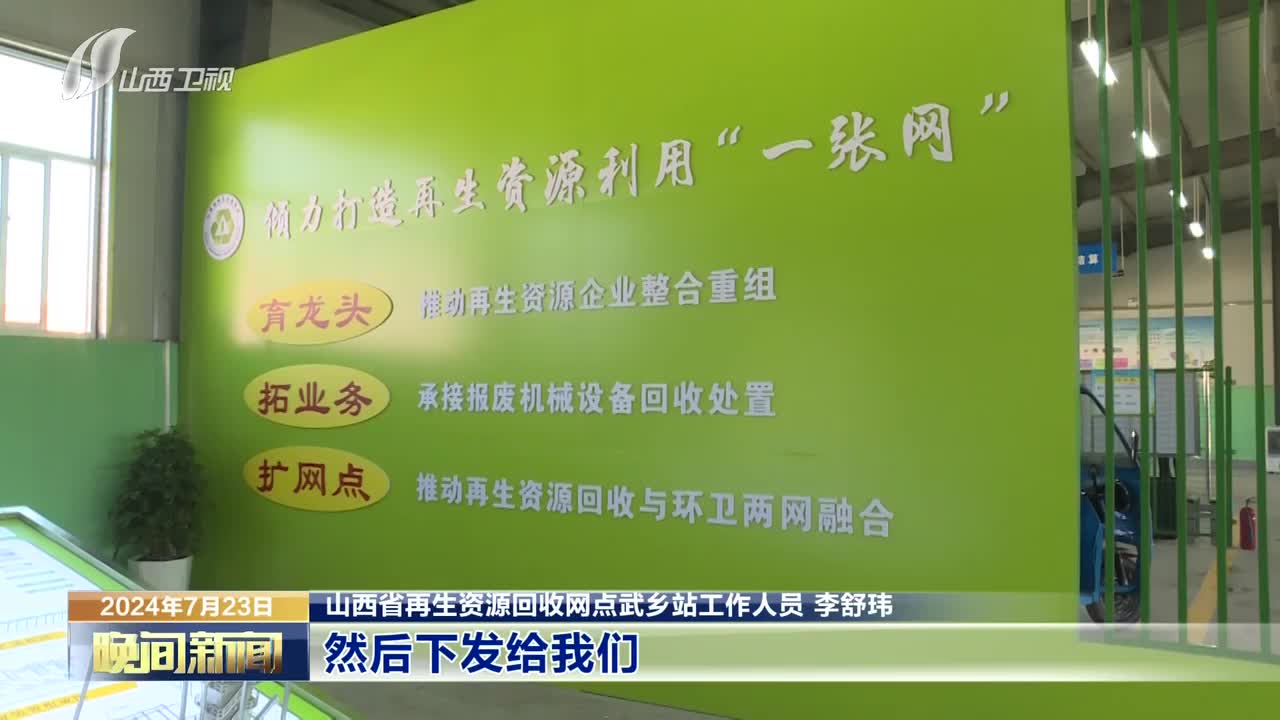 山西卫视
倾力打造再生资源利用“一张网”
育龙头
推动再生资源企业整合重组
拓业务
承接报废机械设备回收处置
扩网点
推动再生资源回收与环卫两网融合
2024年7月23日
山西省再生资源回收网点武乡站工作人员 李舒玮
晚间新闻
然后下发给我们